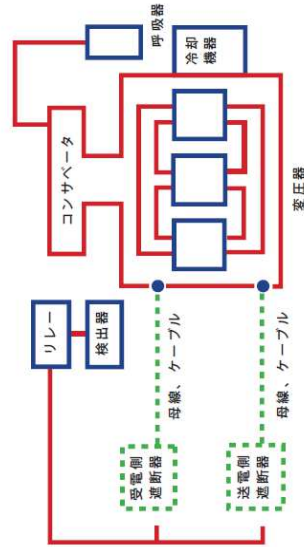 呼吸器
冷却
機器
コンサベータ
変圧器
リレー
検出器
母線、ケーブル
母線、ケーブル
受電側
遮断器
送電側
遮断器